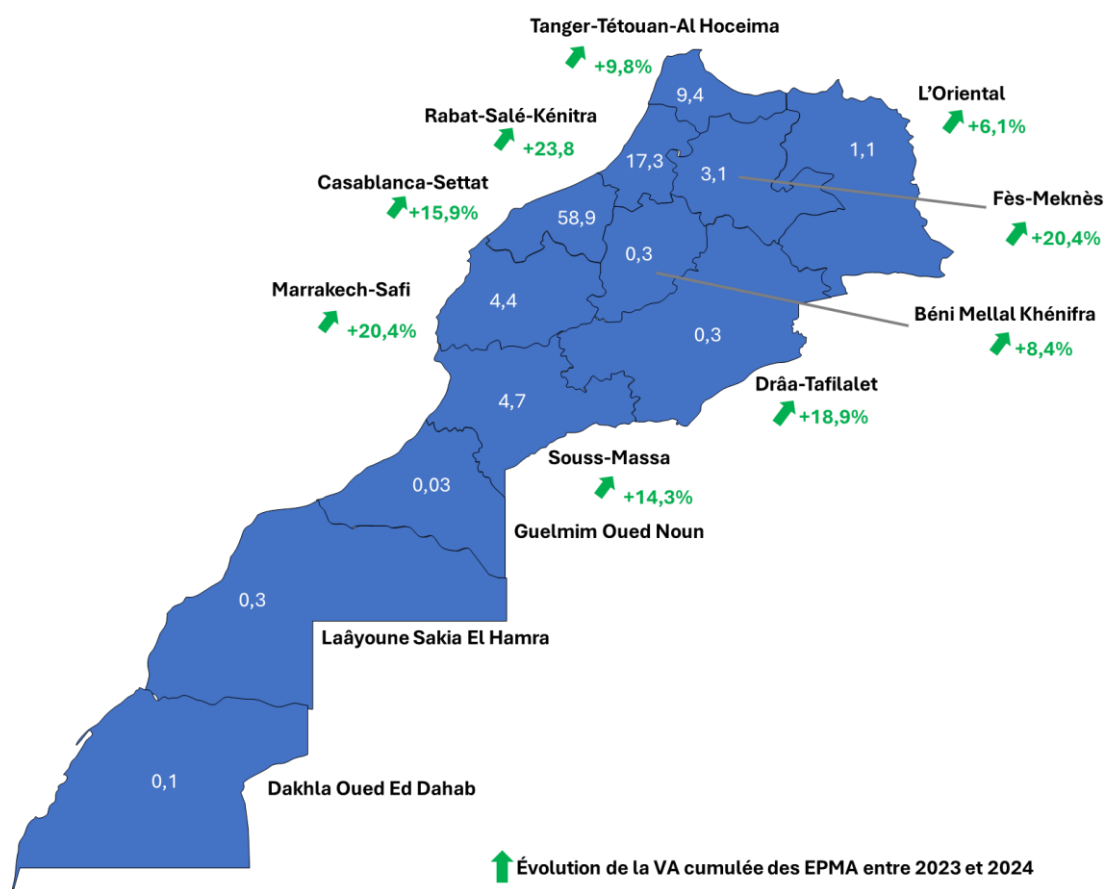 Tanger-Tétouan-Al Hoceima
+9,8%
9,4
L'Oriental
+6,1%
Rabat-Salé-Kénitra
+23,8
17,3
3,1
1,1
Casablanca-Settat
+15,9%
58,9
Fès-Meknès
+20,4%
0,3
Marrakech-Safi
+20,4%
4,4
Béni Mellal Khénifra
+8,4%
0,3
Drâa-Tafilalet
+18,9%
4,7
Souss-Massa
+14,3%
0,03
Guelmim Oued Noun
0,3
Laâyoune Sakia El Hamra
0,1
Dakhla Oued Ed Dahab
Évolution de la VA cumulée des EPMA entre 2023 et 2024